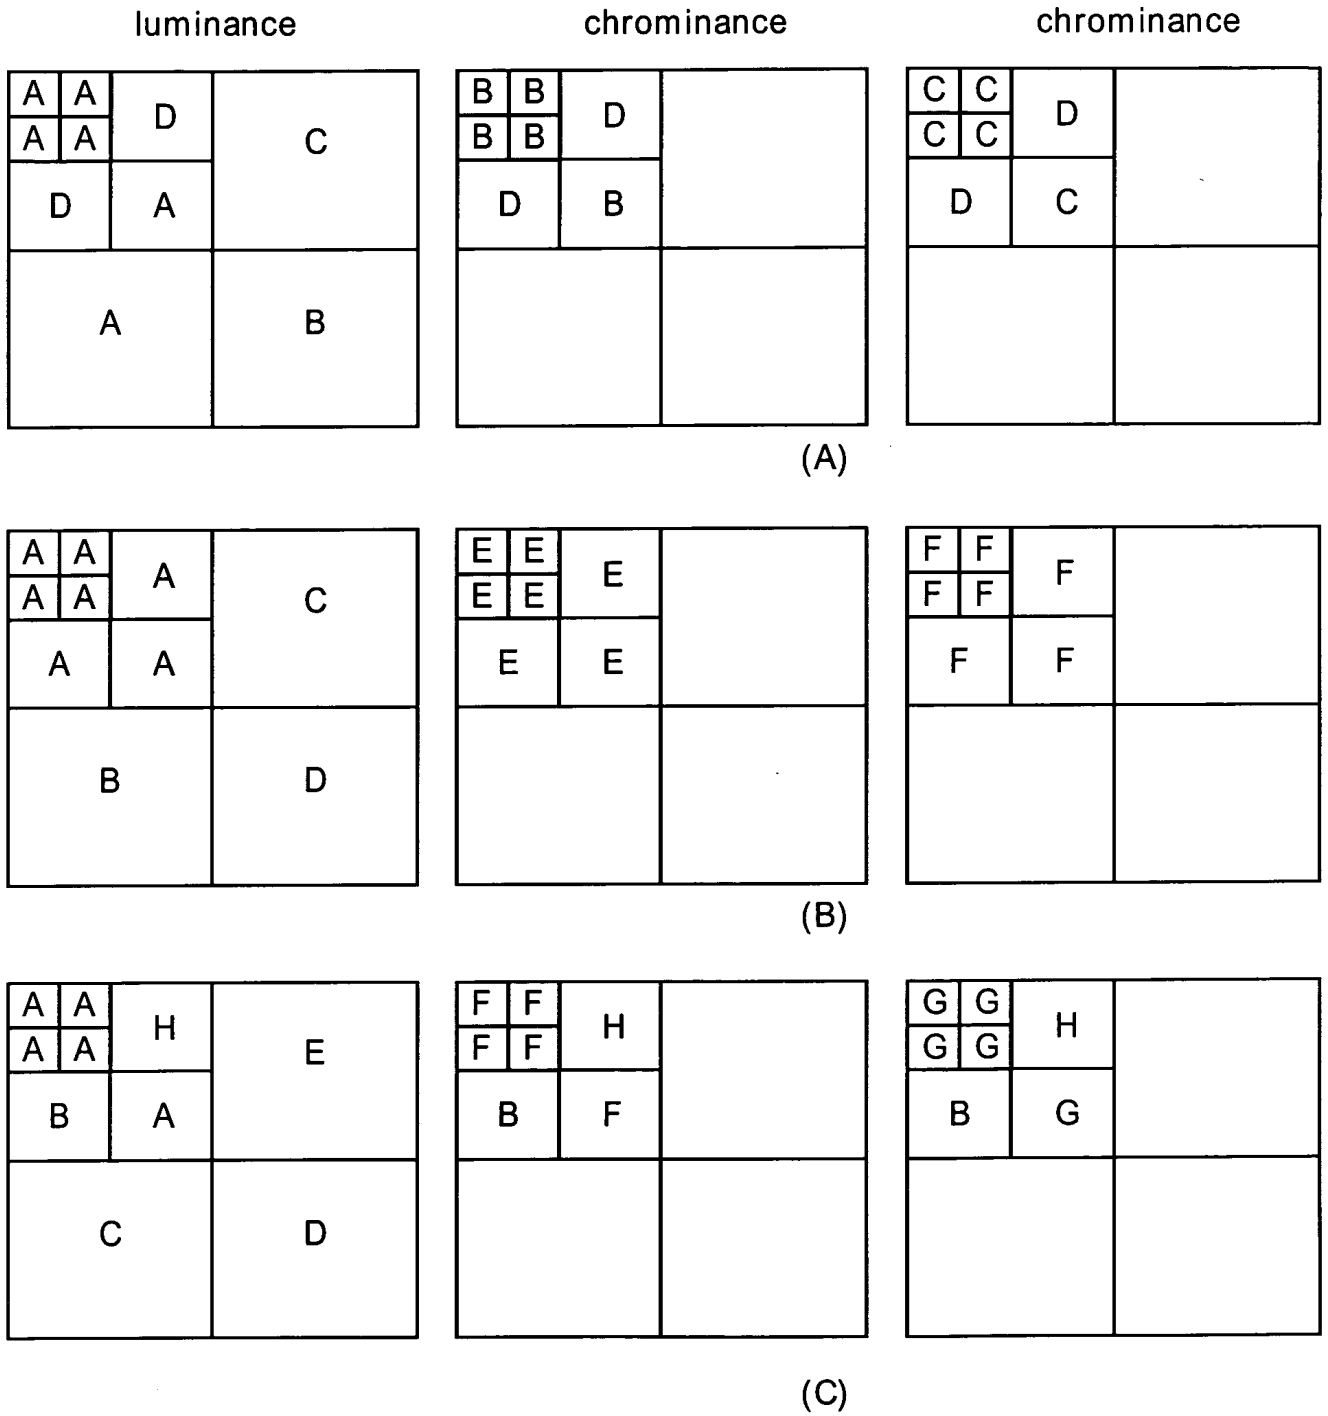 luminance chrominance chrominance
A A D C B B D C C D
A A B B C C
D A D B D C
A B
(A)
A A A C E E E F F F
A A E E F F
A A E E F F
B D
(B)
A A H E F F H G G H
A A F F G G
B A B F B G
C D
(C)